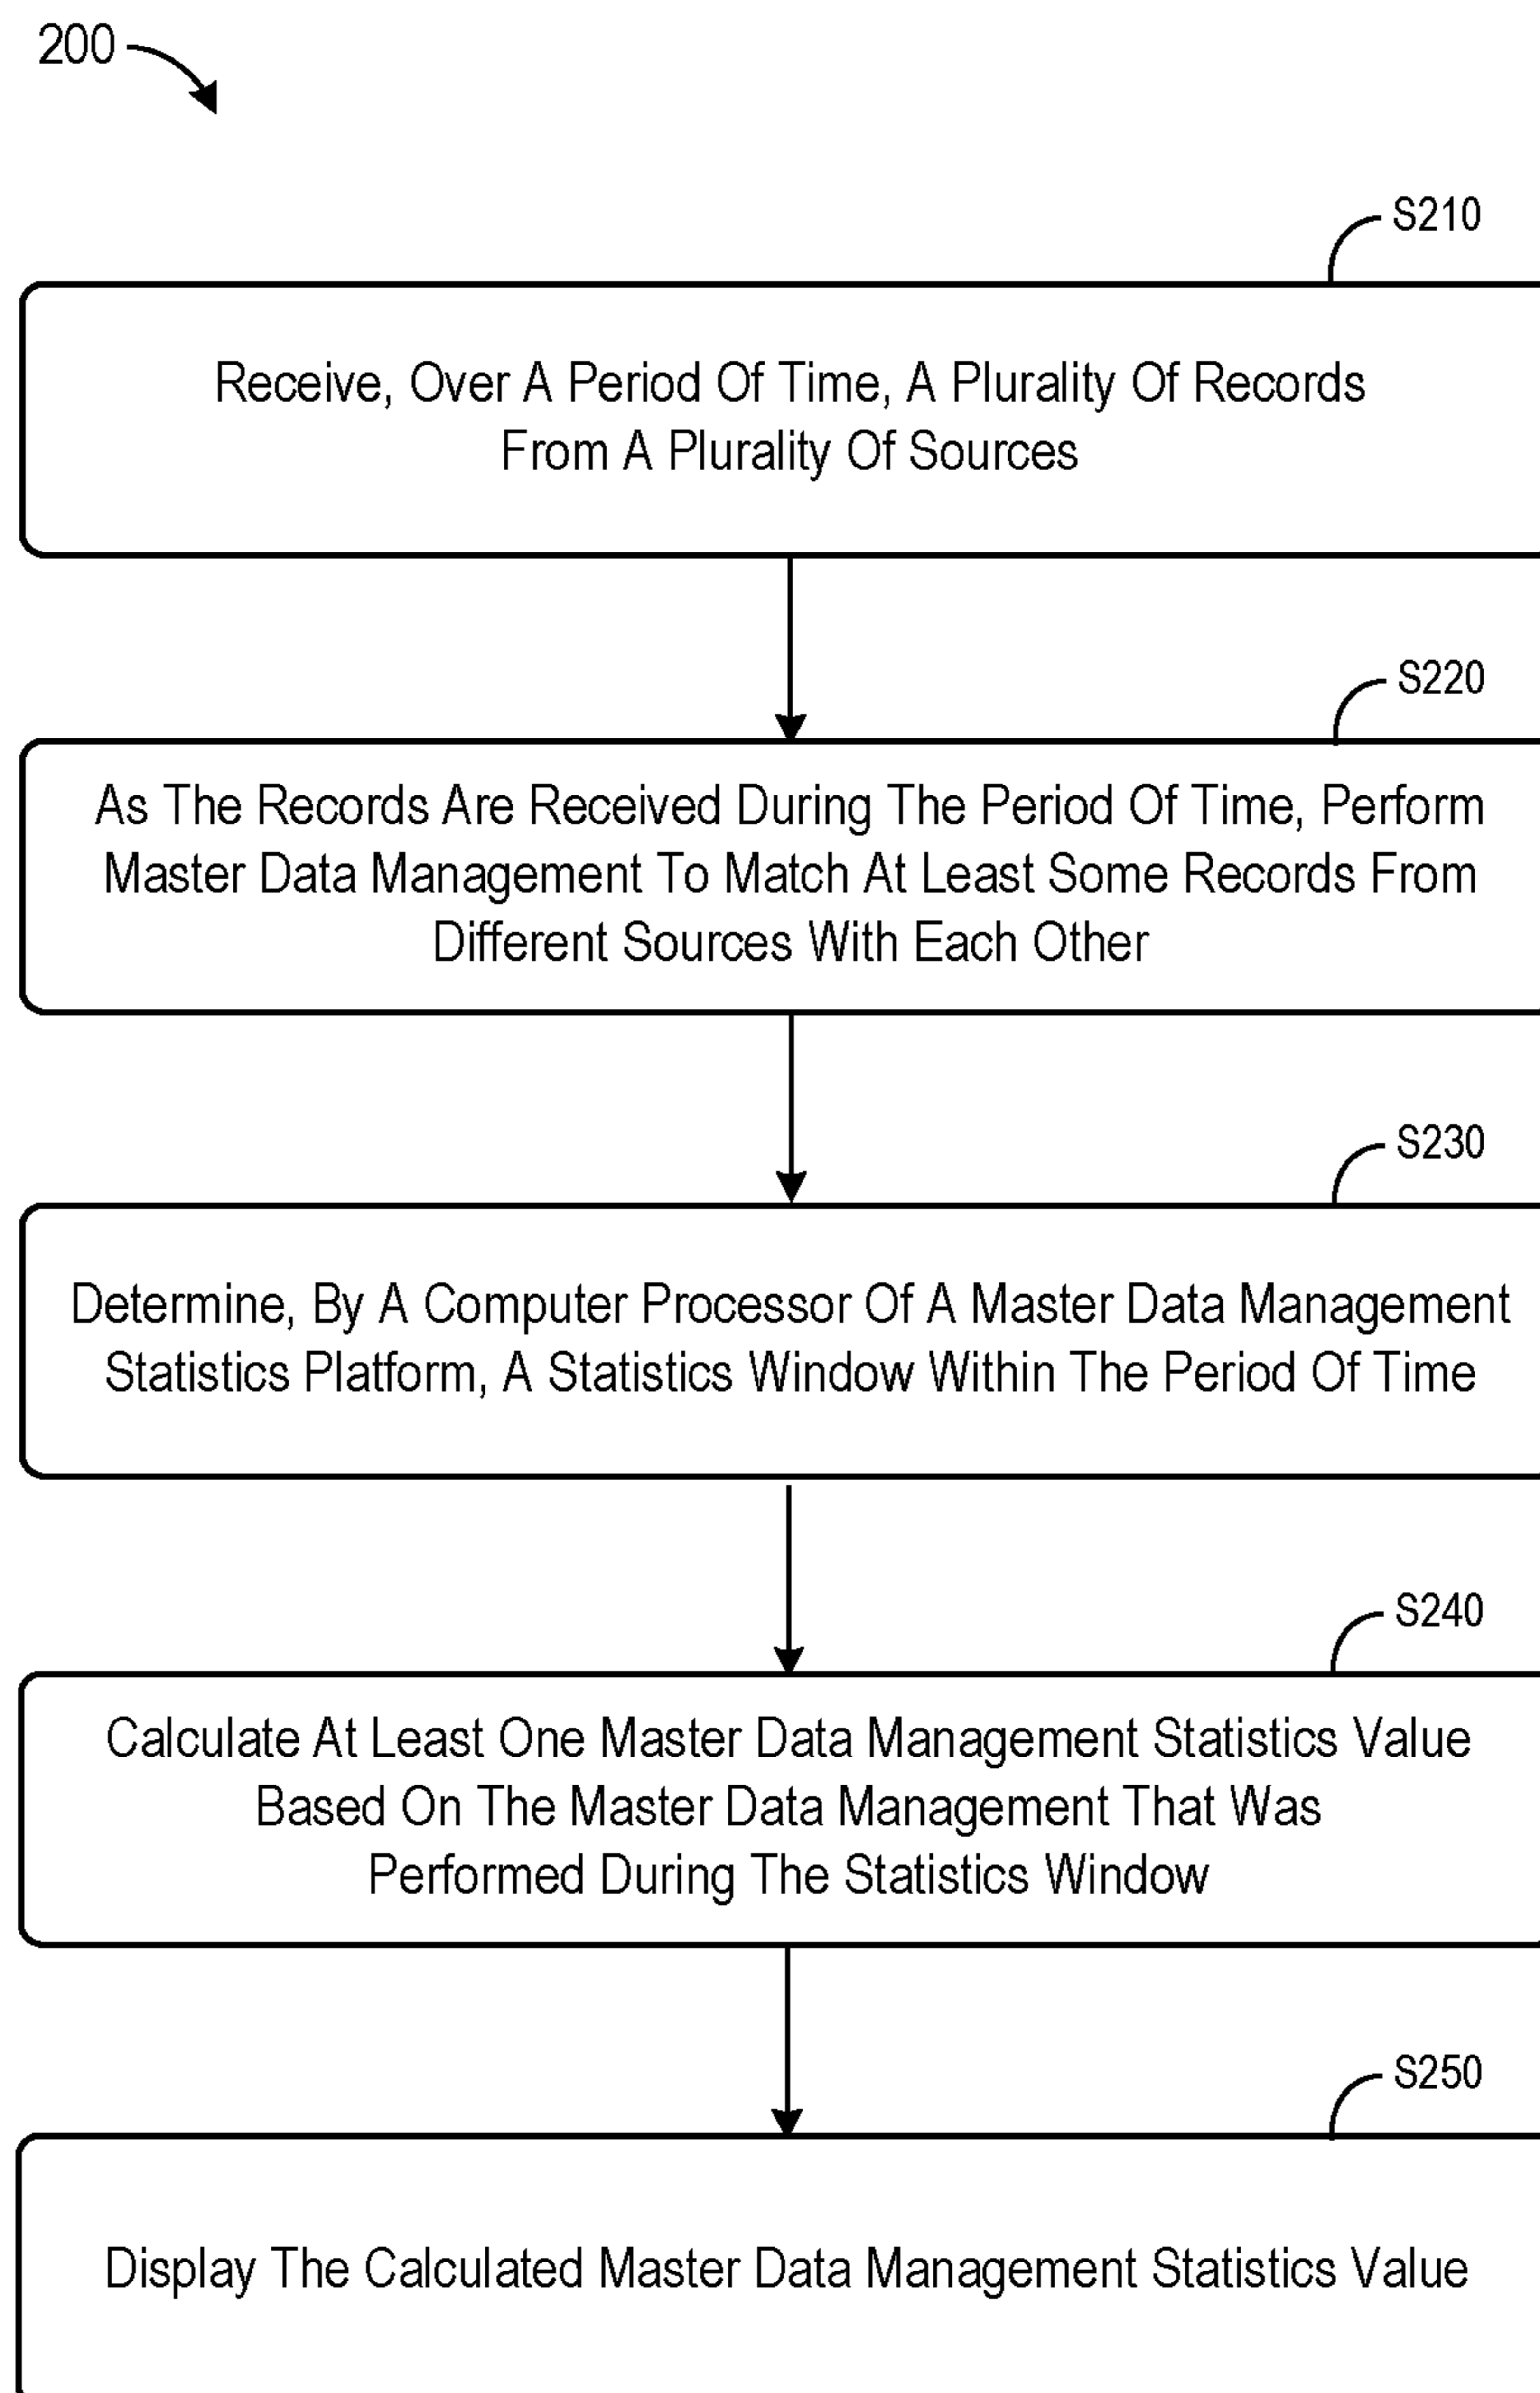 200
S210
Receive, Over A Period Of Time, A Plurality Of Records
From A Plurality Of Sources
S220
As The Records Are Received During The Period Of Time, Perform
Master Data Management To Match At Least Some Records From
Different Sources With Each Other
S230
Determine, By A Computer Processor Of A Master Data Management
Statistics Platform, A Statistics Window Within The Period Of Time
S240
Calculate At Least One Master Data Management Statistics Value
Based On The Master Data Management That Was
Performed During The Statistics Window
S250
Display The Calculated Master Data Management Statistics Value